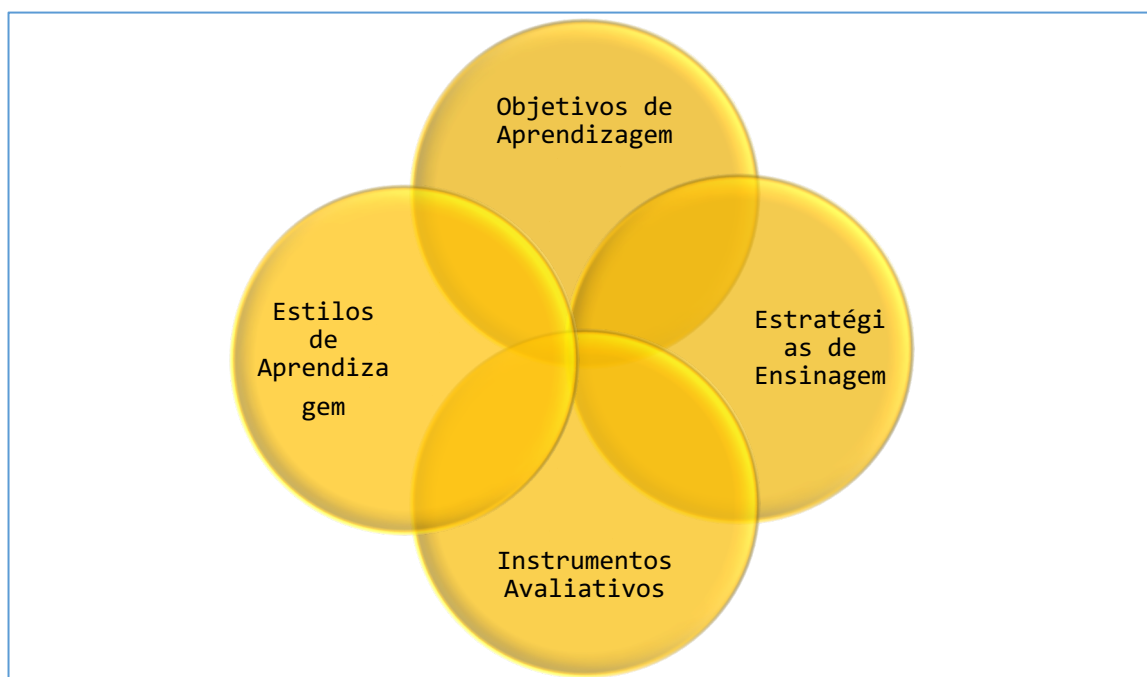 Objetivos de
Aprendizagem
Estilos
de
Aprendiza
gem
Estratégi
as de
Ensinagem
Instrumentos
Avaliativos